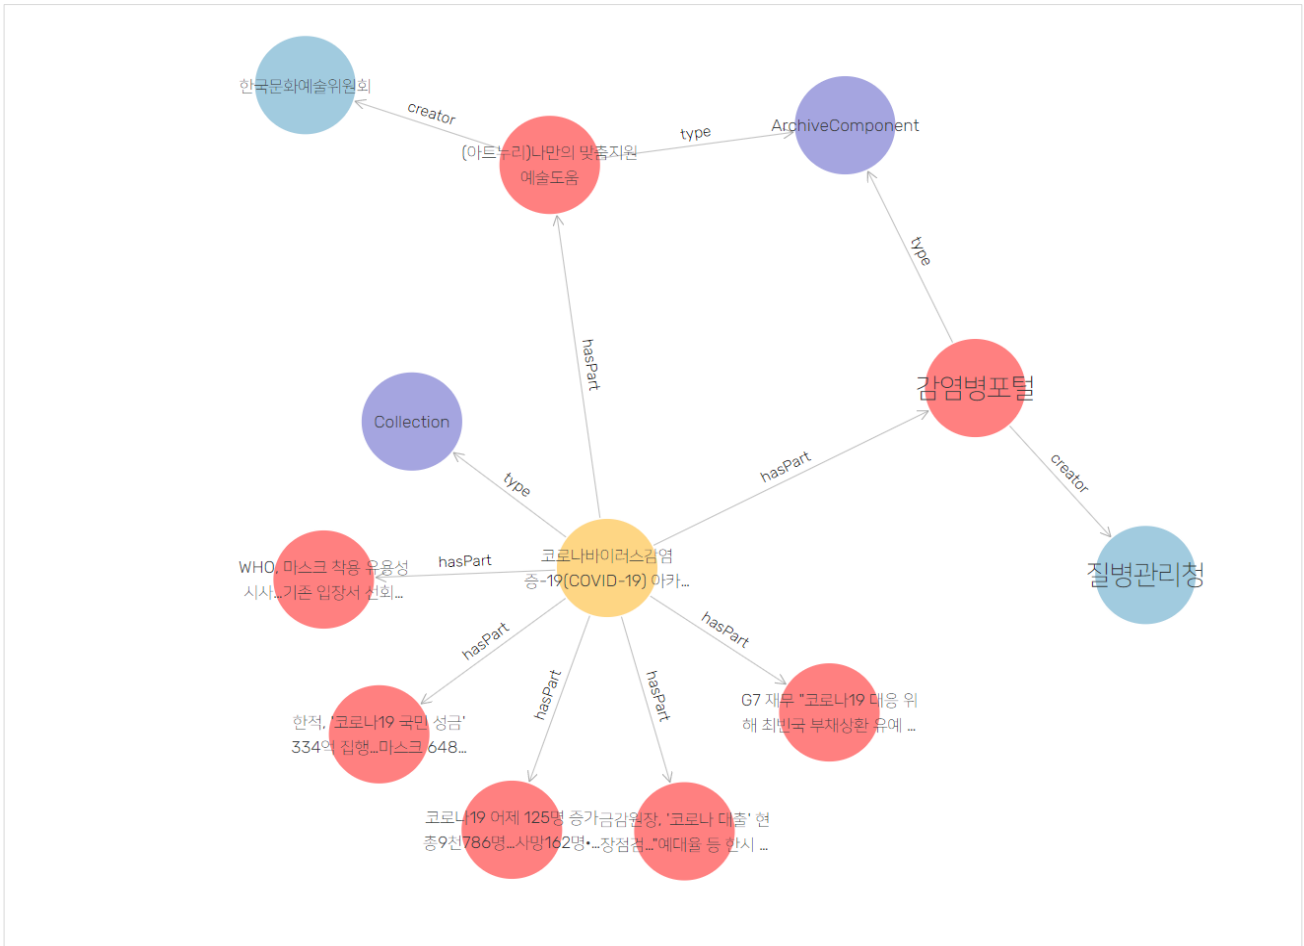 한국문화예술위원회
creator
(아트누리)나만의 맞춤지원
예술도움
type
ArchiveComponent
type
hasPart
감염병포털
Collection
type
hasPart
creator
WHO, 마스크 착용 유용성
시사...기존 입장서 선회...
hasPart
코로나바이러스감염
증-19(COVID-19) 아카...
질병관리청
hasPart
hasPart
hasPart
hasPart
한적, '코로나19 국민 성금'
334억 집행...마스크 648...
G7 재무 "코로나19 대응 위
해 최빈국 부채상환 유예 ...
코로나19 어제 125명 증가
총9천786명...사망162명•...
금감원장, '코로나 대출' 현
장점검..."예대율 등 한시 ...